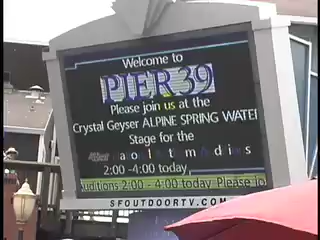 Welcome to
PIER 39
Please join us at the
Crystal Geyser ALPINE SPRING WATER
Stage for the
2:00 -4:00 today
uditions 2:00 - 4:00 today Please jo
SFOUTDOORTV.COM